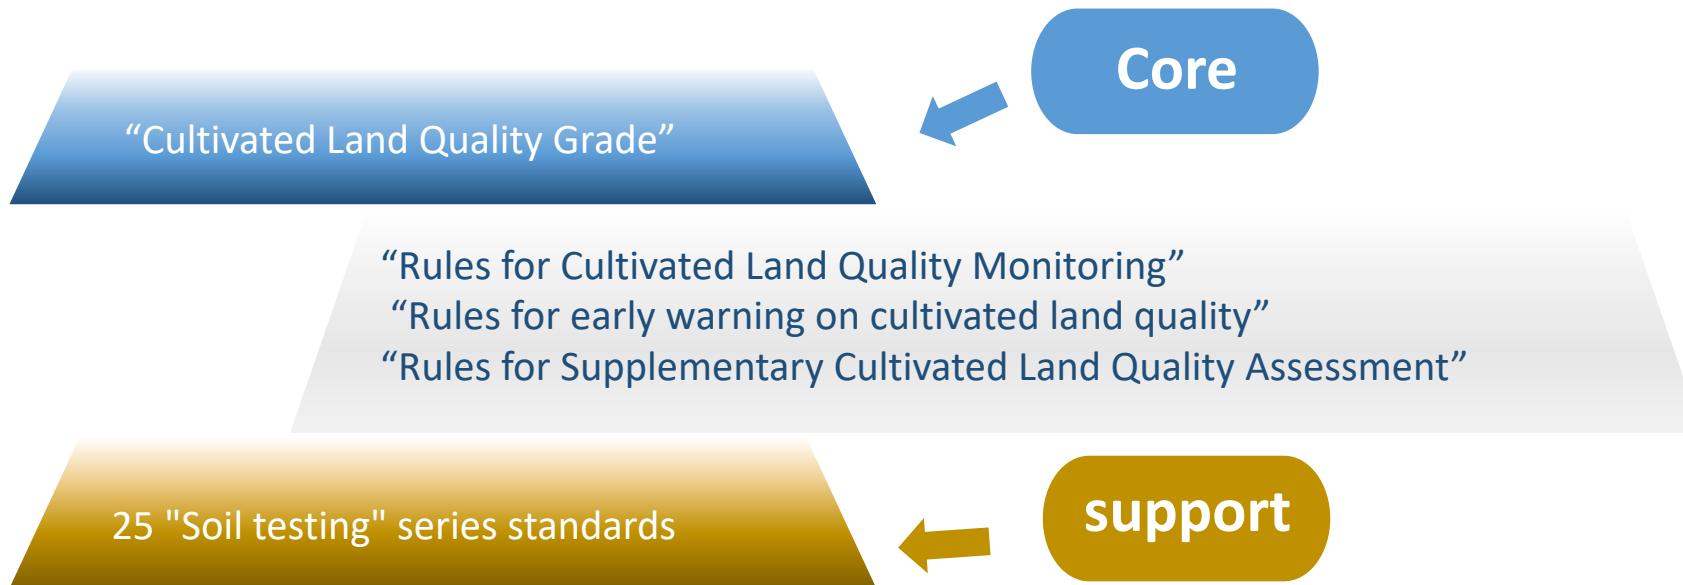 Core
“Cultivated Land Quality Grade”
“Rules for Cultivated Land Quality Monitoring”
“Rules for early warning on cultivated land quality”
“Rules for Supplementary Cultivated Land Quality Assessment”
support
25 "Soil testing" series standards